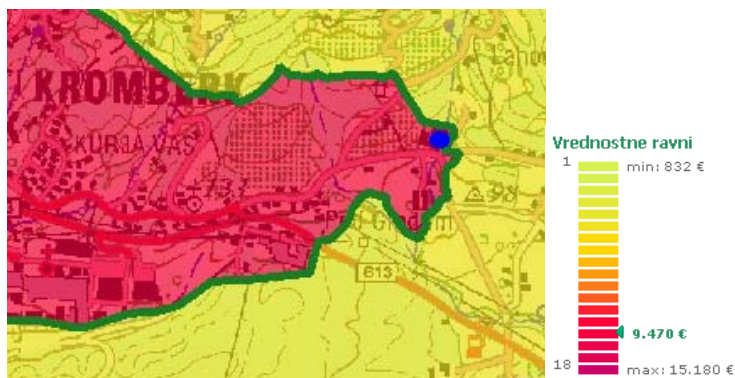 KROMBERK
KURJA VAS
613
Vrednostne ravni
1
min: 832 €
9.470 €
18
max: 15.180 €